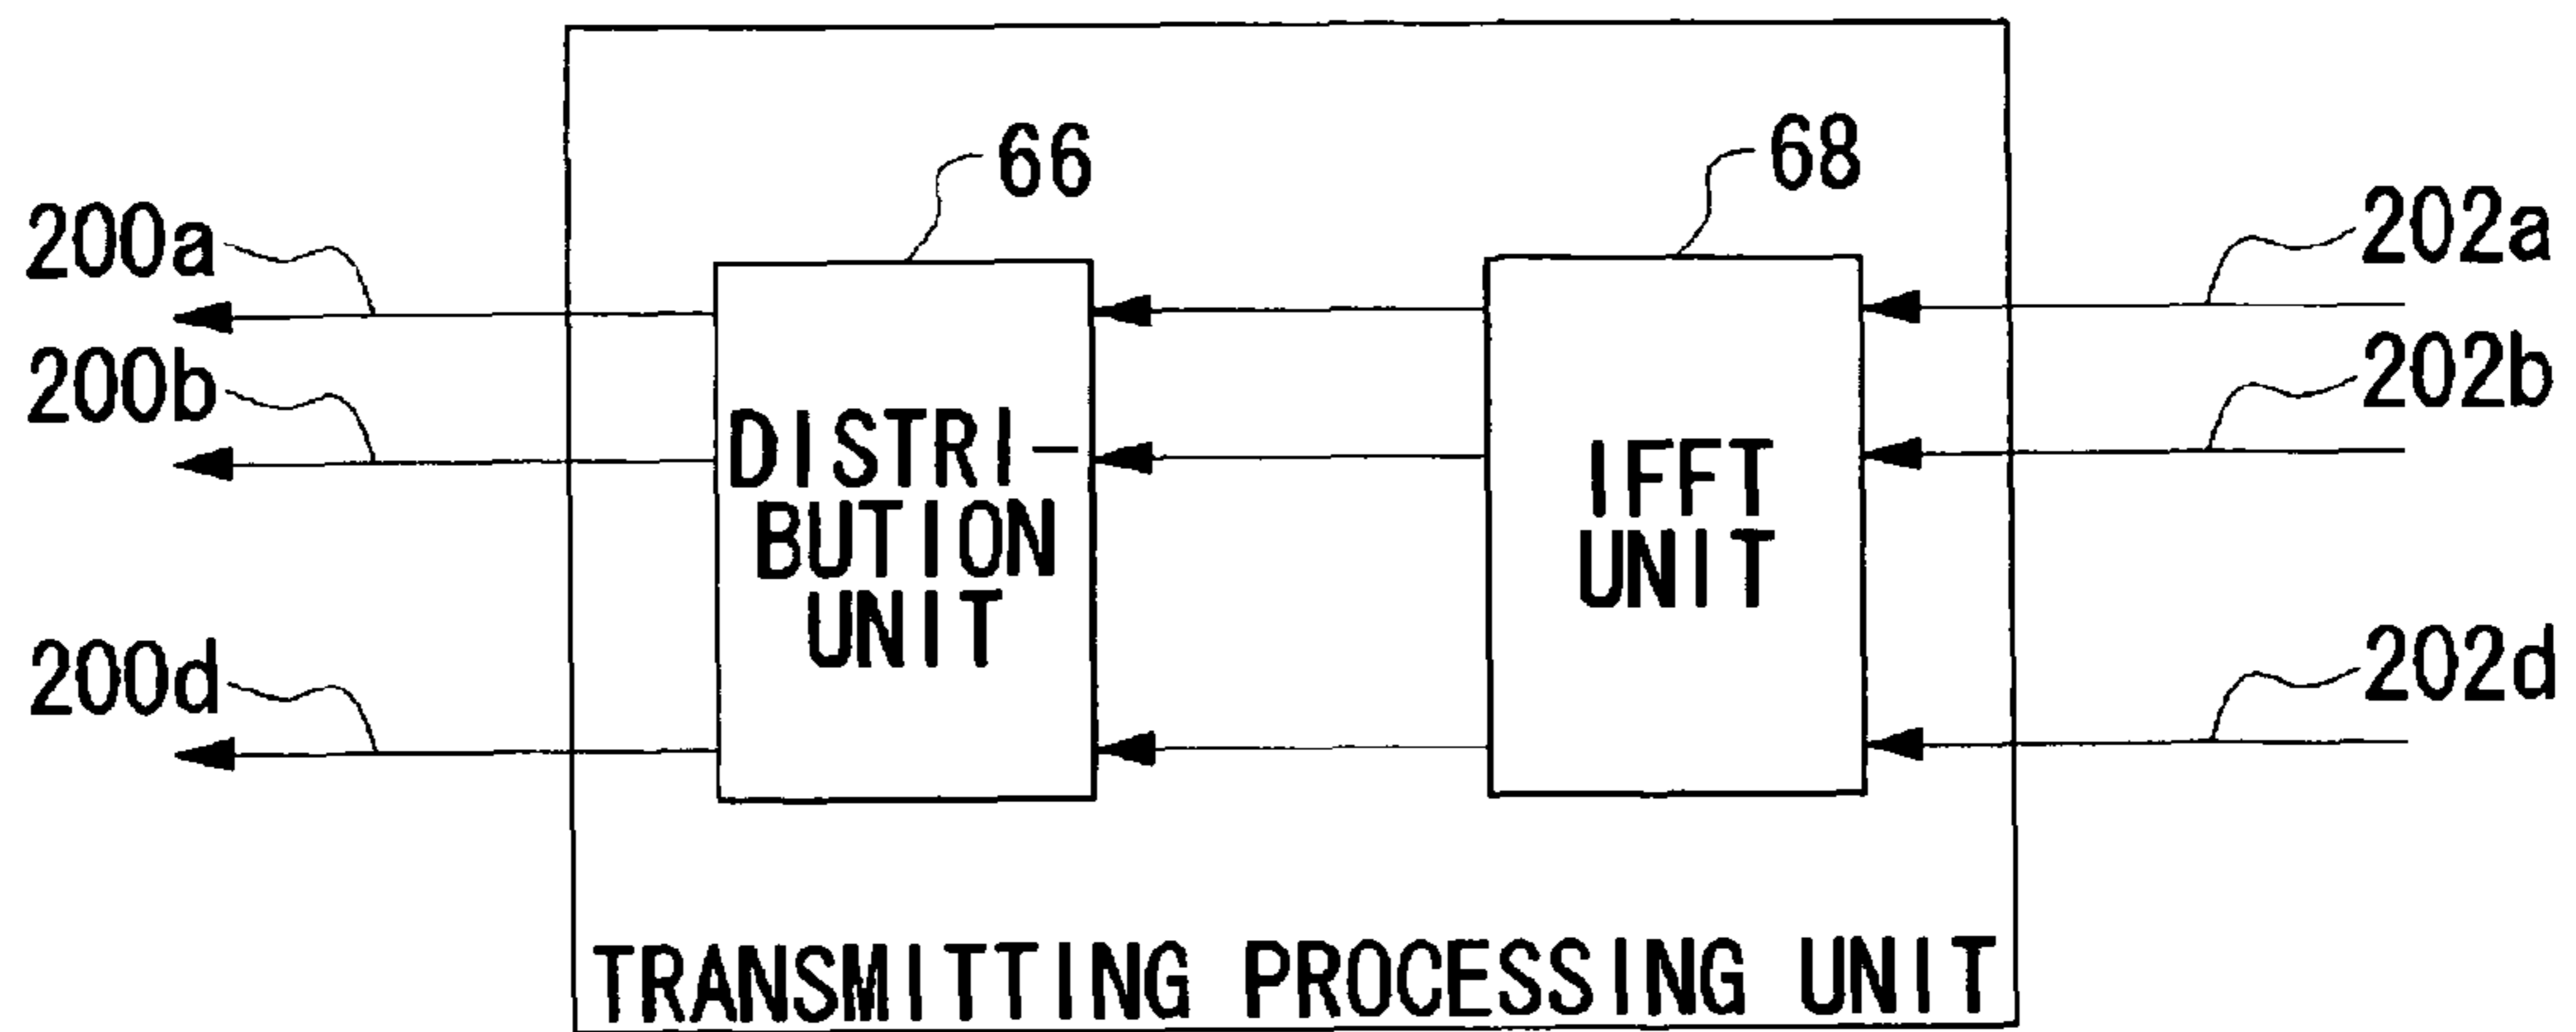 66
68
200a
202a
200b
202b
DISTRI-
BUTION
UNIT
IFFT
UNIT
200d
202d
TRANSMITTING PROCESSING UNIT